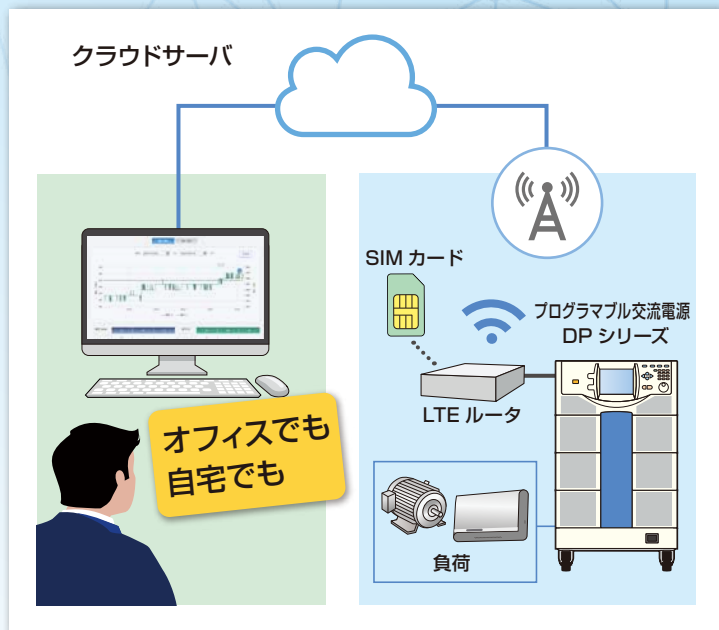 クラウドサーバ
SIM カード
プログラマブル交流電源
DP シリーズ
LTE ルータ
オフィスでも
自宅でも
負荷